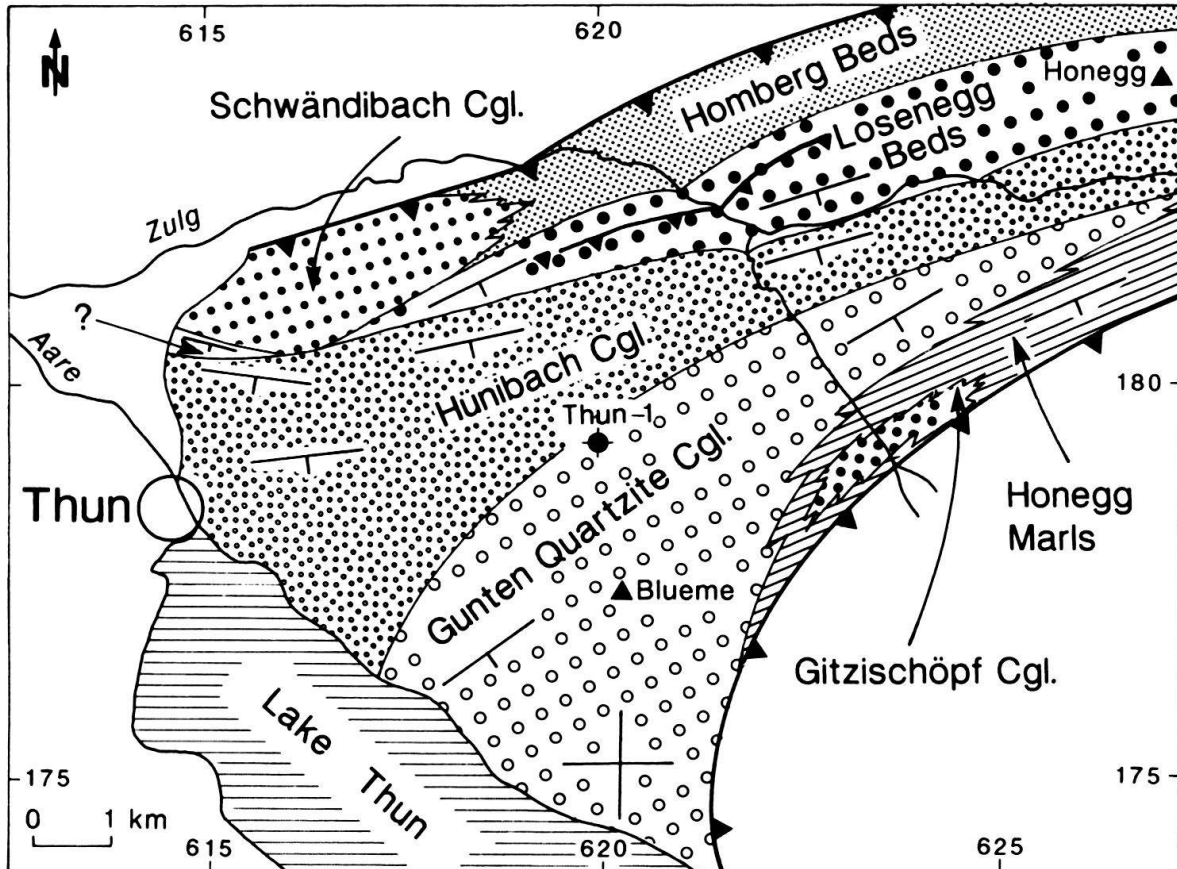 615
620
N
Schwändibach Cgl.
Homberg Beds
Honegg
Losenegg
Beds
Zulg
?
Aare
Hünibach Cgl.
180
Thun-1
Thun
Gunten Quartzite Cgl.
Honegg
Marls
Blueme
Gitzischöpf Cgl.
Lake
Thun
175
175
0 1 km
615
620
625